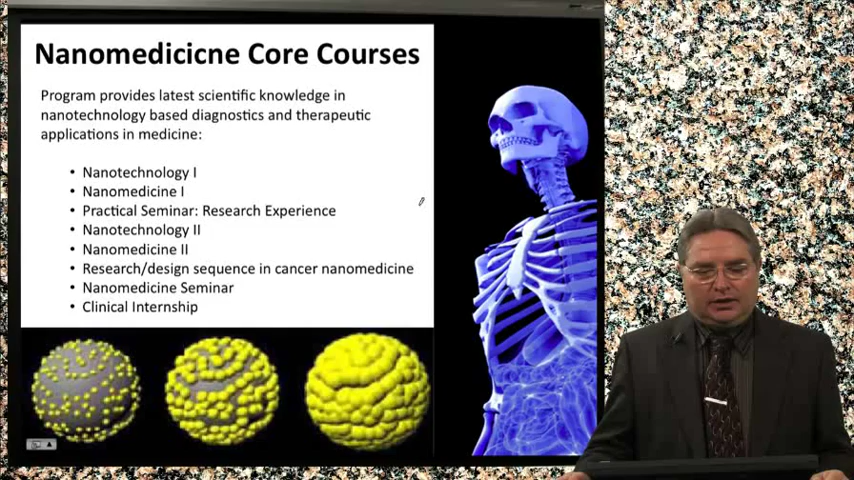 Nanomedicicne Core Courses
Program provides latest scientific knowledge in
nanotechnology based diagnostics and therapeutic
applications in medicine:
• Nanotechnology I
• Nanomedicine I
• Practical Seminar: Research Experience
• Nanotechnology II
• Nanomedicine II
• Research/design sequence in cancer nanomedicine
• Nanomedicine Seminar
• Clinical Internship